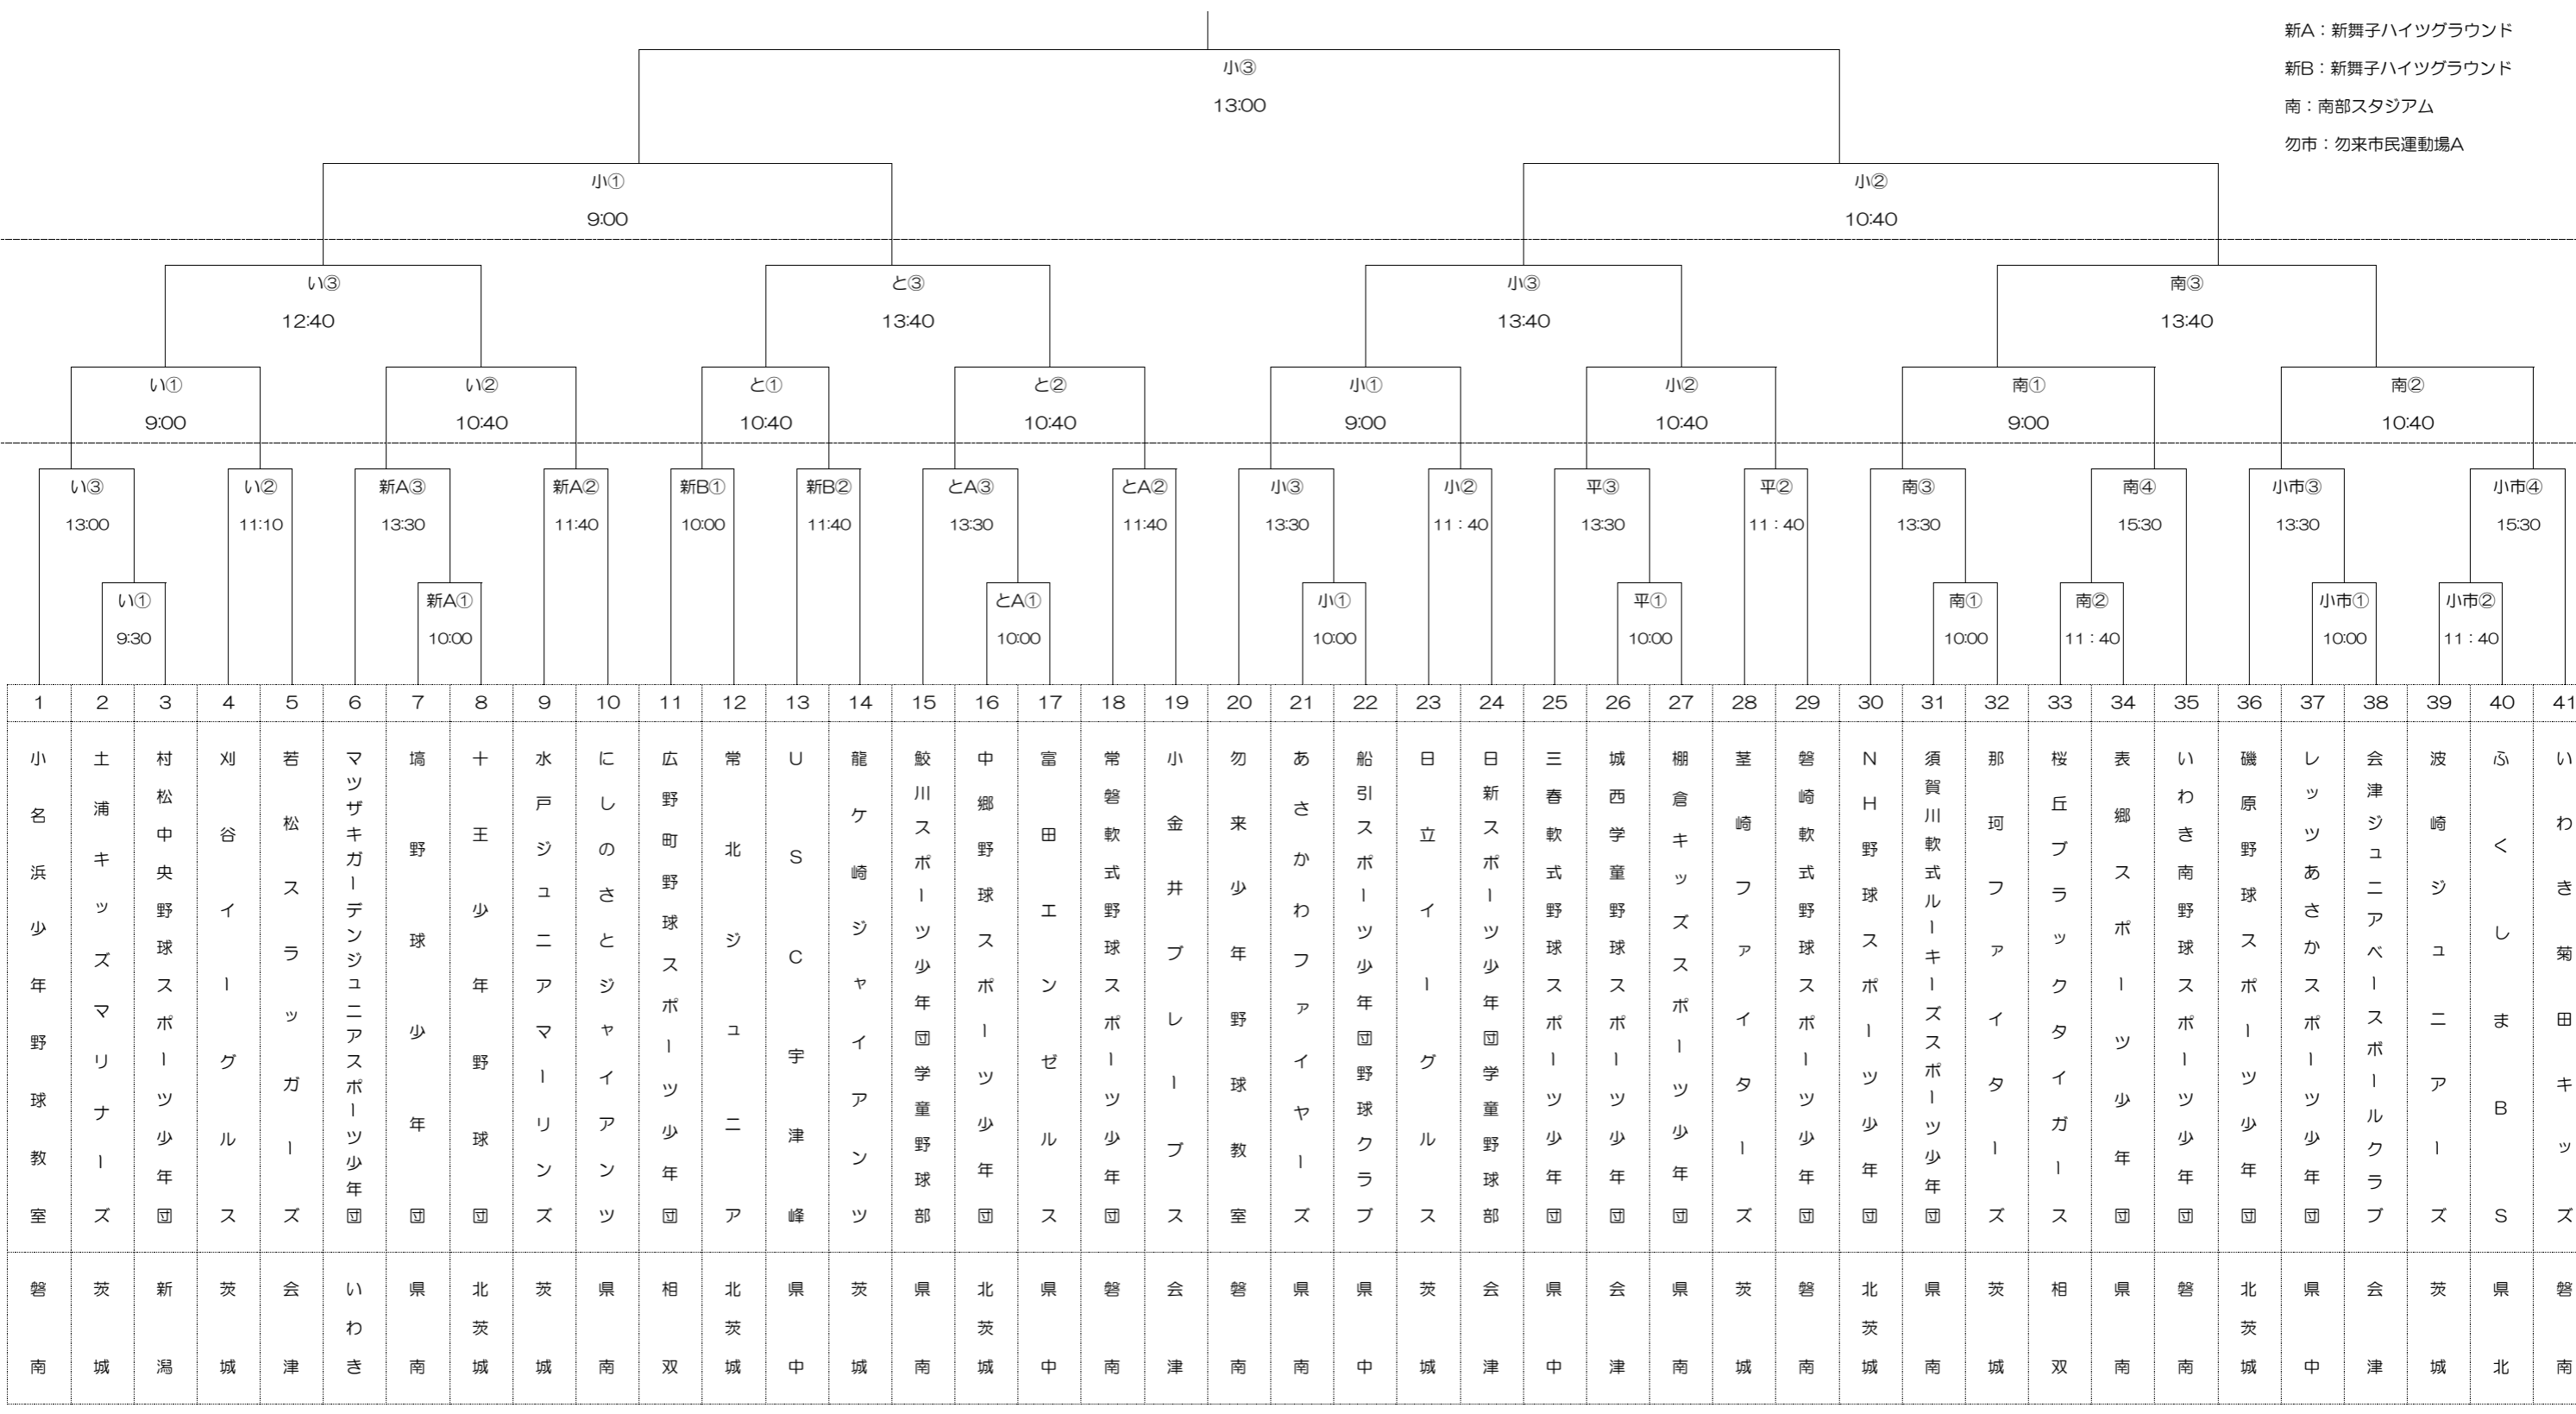 新A：新舞子ハイツグラウンド
新B：新舞子ハイツグラウンド
南：南部スタジアム
勿市：勿来市民運動場A
小③
13:00
小① 小②
9:00 10:40
い③ と③ 小③ 南③
12:40 13:40 13:40 13:40
い① い② と① と② 小① 小② 南① 南②
9:00 10:40 10:40 10:40 9:00 10:40 9:00 10:40
い③ い② 新A③ 新A② 新B① 新B② とA③ とA② 小③ 小② 平③ 平② 南③ 南④ 小市③ 小市④
13:00 11:10 13:30 11:40 10:00 11:40 13:30 11:40 13:30 11：40 13:30 11：40 13:30 15:30 13:30 15:30
い① 新A① とA① 小① 平① 南① 南② 小市① 小市②
9:30 10:00 10:00 10:00 10:00 10:00 11：40 10:00 11：40
1 2 3 4 5 6 7 8 9 10 11 12 13 14 15 16 17 18 19 20 21 22 23 24 25 26 27 28 29 30 31 32 33 34 35 36 37 38 39 40 41
小名浜少年野球教室
土浦キッズマリナーズ
村松中央野球スポーツ少年団
刈谷イーグルス
若松スラッガーズ
マツザキガーデンジュニアスポーツ少年団
塙野球少年団
十王少年野球団
水戸ジュニアマーリンズ
にしのさとジャイアンツ
広野町野球スポーツ少年団
常北ジュニア
USC宇津峰
龍ケ崎ジャイアンツ
鮫川スポーツ少年団学童野球部
中郷野球スポーツ少年団
富田エンゼルス
常磐軟式野球スポーツ少年団
小金井ブレーブス
勿来少年野球教室
あさかわファイヤーズ
船引スポーツ少年団野球クラブ
日立イーグルス
日新スポーツ少年団学童野球部
三春軟式野球スポーツ少年団
城西学童野球スポーツ少年団
棚倉キッズスポーツ少年団
茎崎ファイターズ
磐崎軟式野球スポーツ少年団
NH野球スポーツ少年団
須賀川軟式ルーキーズスポーツ少年団
那珂ファイターズ
桜丘ブラックタイガース
表郷スポーツ少年団
いわき南野球スポーツ少年団
磯原野球スポーツ少年団
レッツあさかスポーツ少年団
会津ジュニアベースボールクラブ
波崎ジュニアーズ
ふくしまBS
いわき菊田キッズ
磐南
茨城
新潟
茨城
会津
いわき
県南
北茨城
茨城
県南
相双
北茨城
県中
茨城
県南
北茨城
県中
磐南
会津
磐南
県南
県中
茨城
会津
県中
会津
県南
茨城
磐南
北茨城
県南
茨城
相双
県南
磐南
北茨城
県中
会津
茨城
県北
磐南